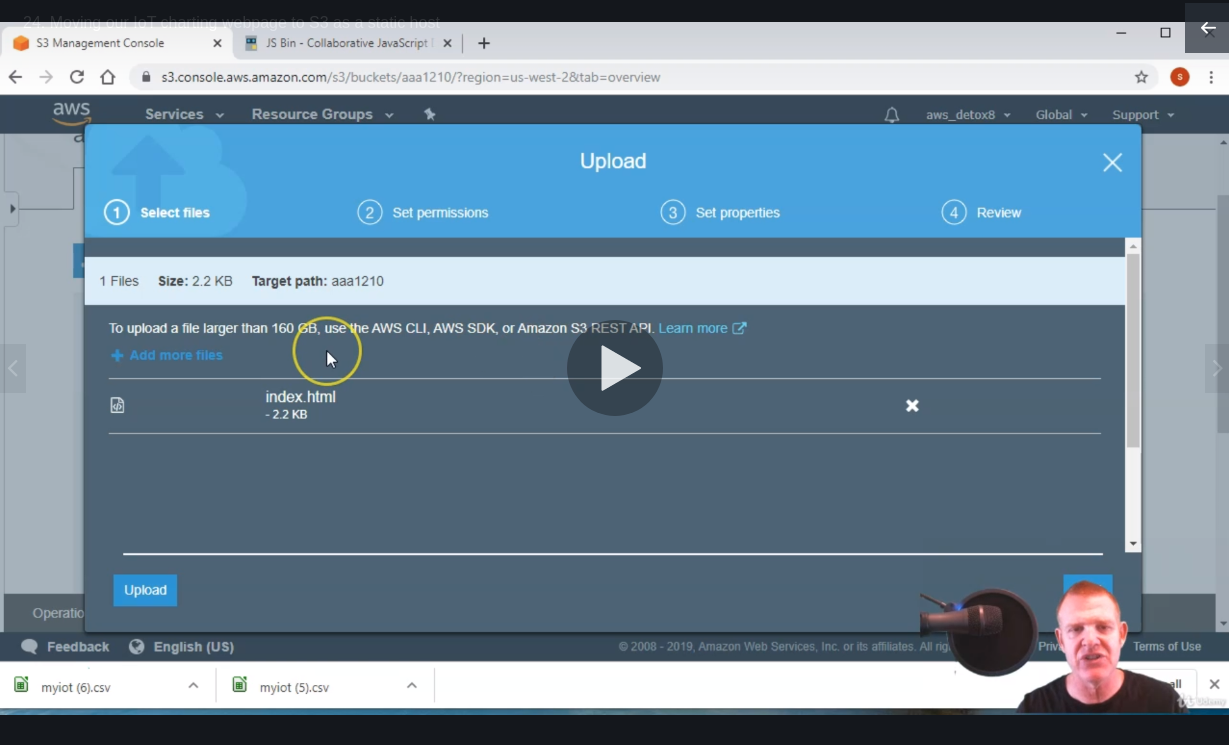 24. Moving our IoT charting webpage to S3 as a static host
S3 Management Console
JS Bin - Collaborative JavaScript
s3.console.aws.amazon.com/s3/buckets/aaa1210/?region=us-west-2&tab=overview
S
aws
Services
Resource Groups
aws_detox8
Global
Support
Upload
1 Select files
2 Set permissions
3 Set properties
4 Review
1 Files Size: 2.2 KB Target path: aaa1210
To upload a file larger than 160 GB, use the AWS CLI, AWS SDK, or Amazon S3 REST API. Learn more
Add more files
index.html
- 2.2 KB
Upload
Operatio
Feedback
English (US)
© 2008 - 2019, Amazon Web Services, Inc. or its affiliates. All rig
Priv
Terms of Use
myiot (6).csv
myiot (5).csv
all
Udemy